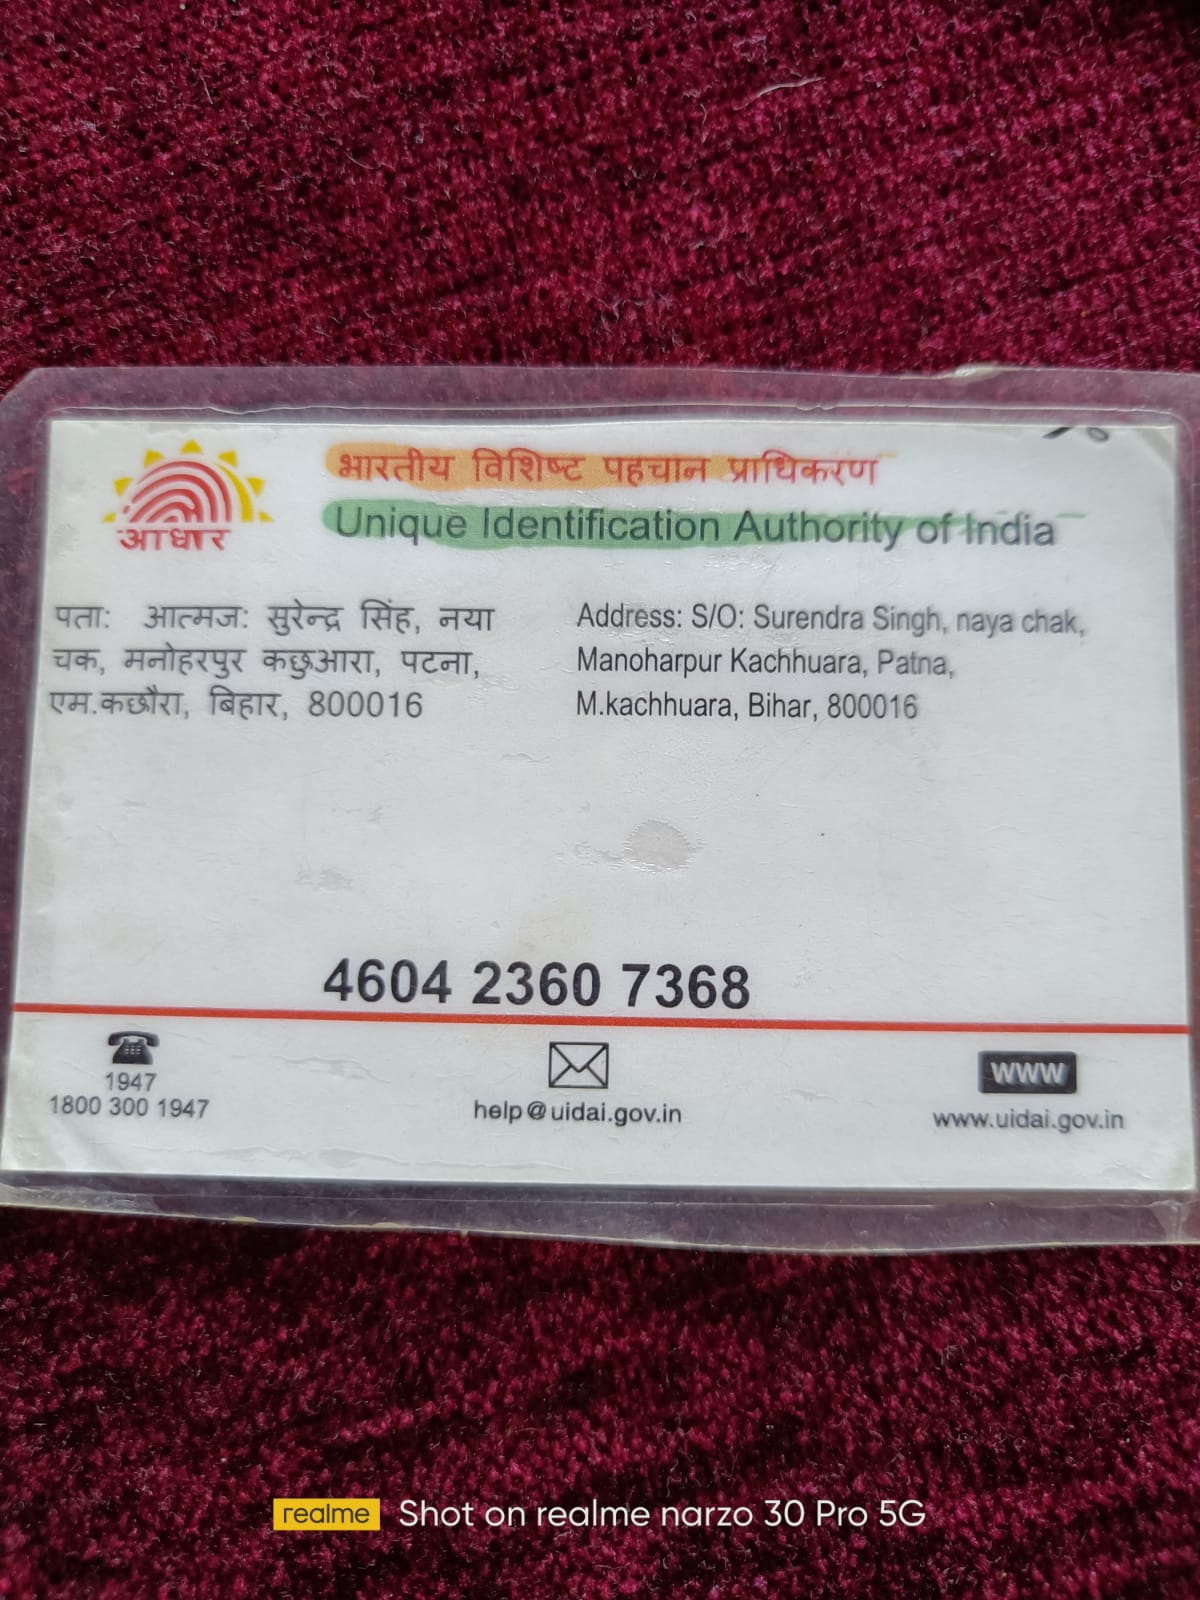 आधार
भारतीय विशिष्ट पहचान प्राधिकरण
Unique Identification Authority of India
पता: आत्मज: सुरेन्द्र सिंह, नया
चक, मनोहरपुर कछुआरा, पटना,
एम.कछौरा, बिहार, 800016
Address: S/O: Surendra Singh, naya chak,
Manoharpur Kachhuara, Patna,
M.kachhuara, Bihar, 800016
4604 2360 7368
1947
1800 300 1947
help@uidai.gov.in
www
www.uidai.gov.in
realme Shot on realme narzo 30 Pro 5G